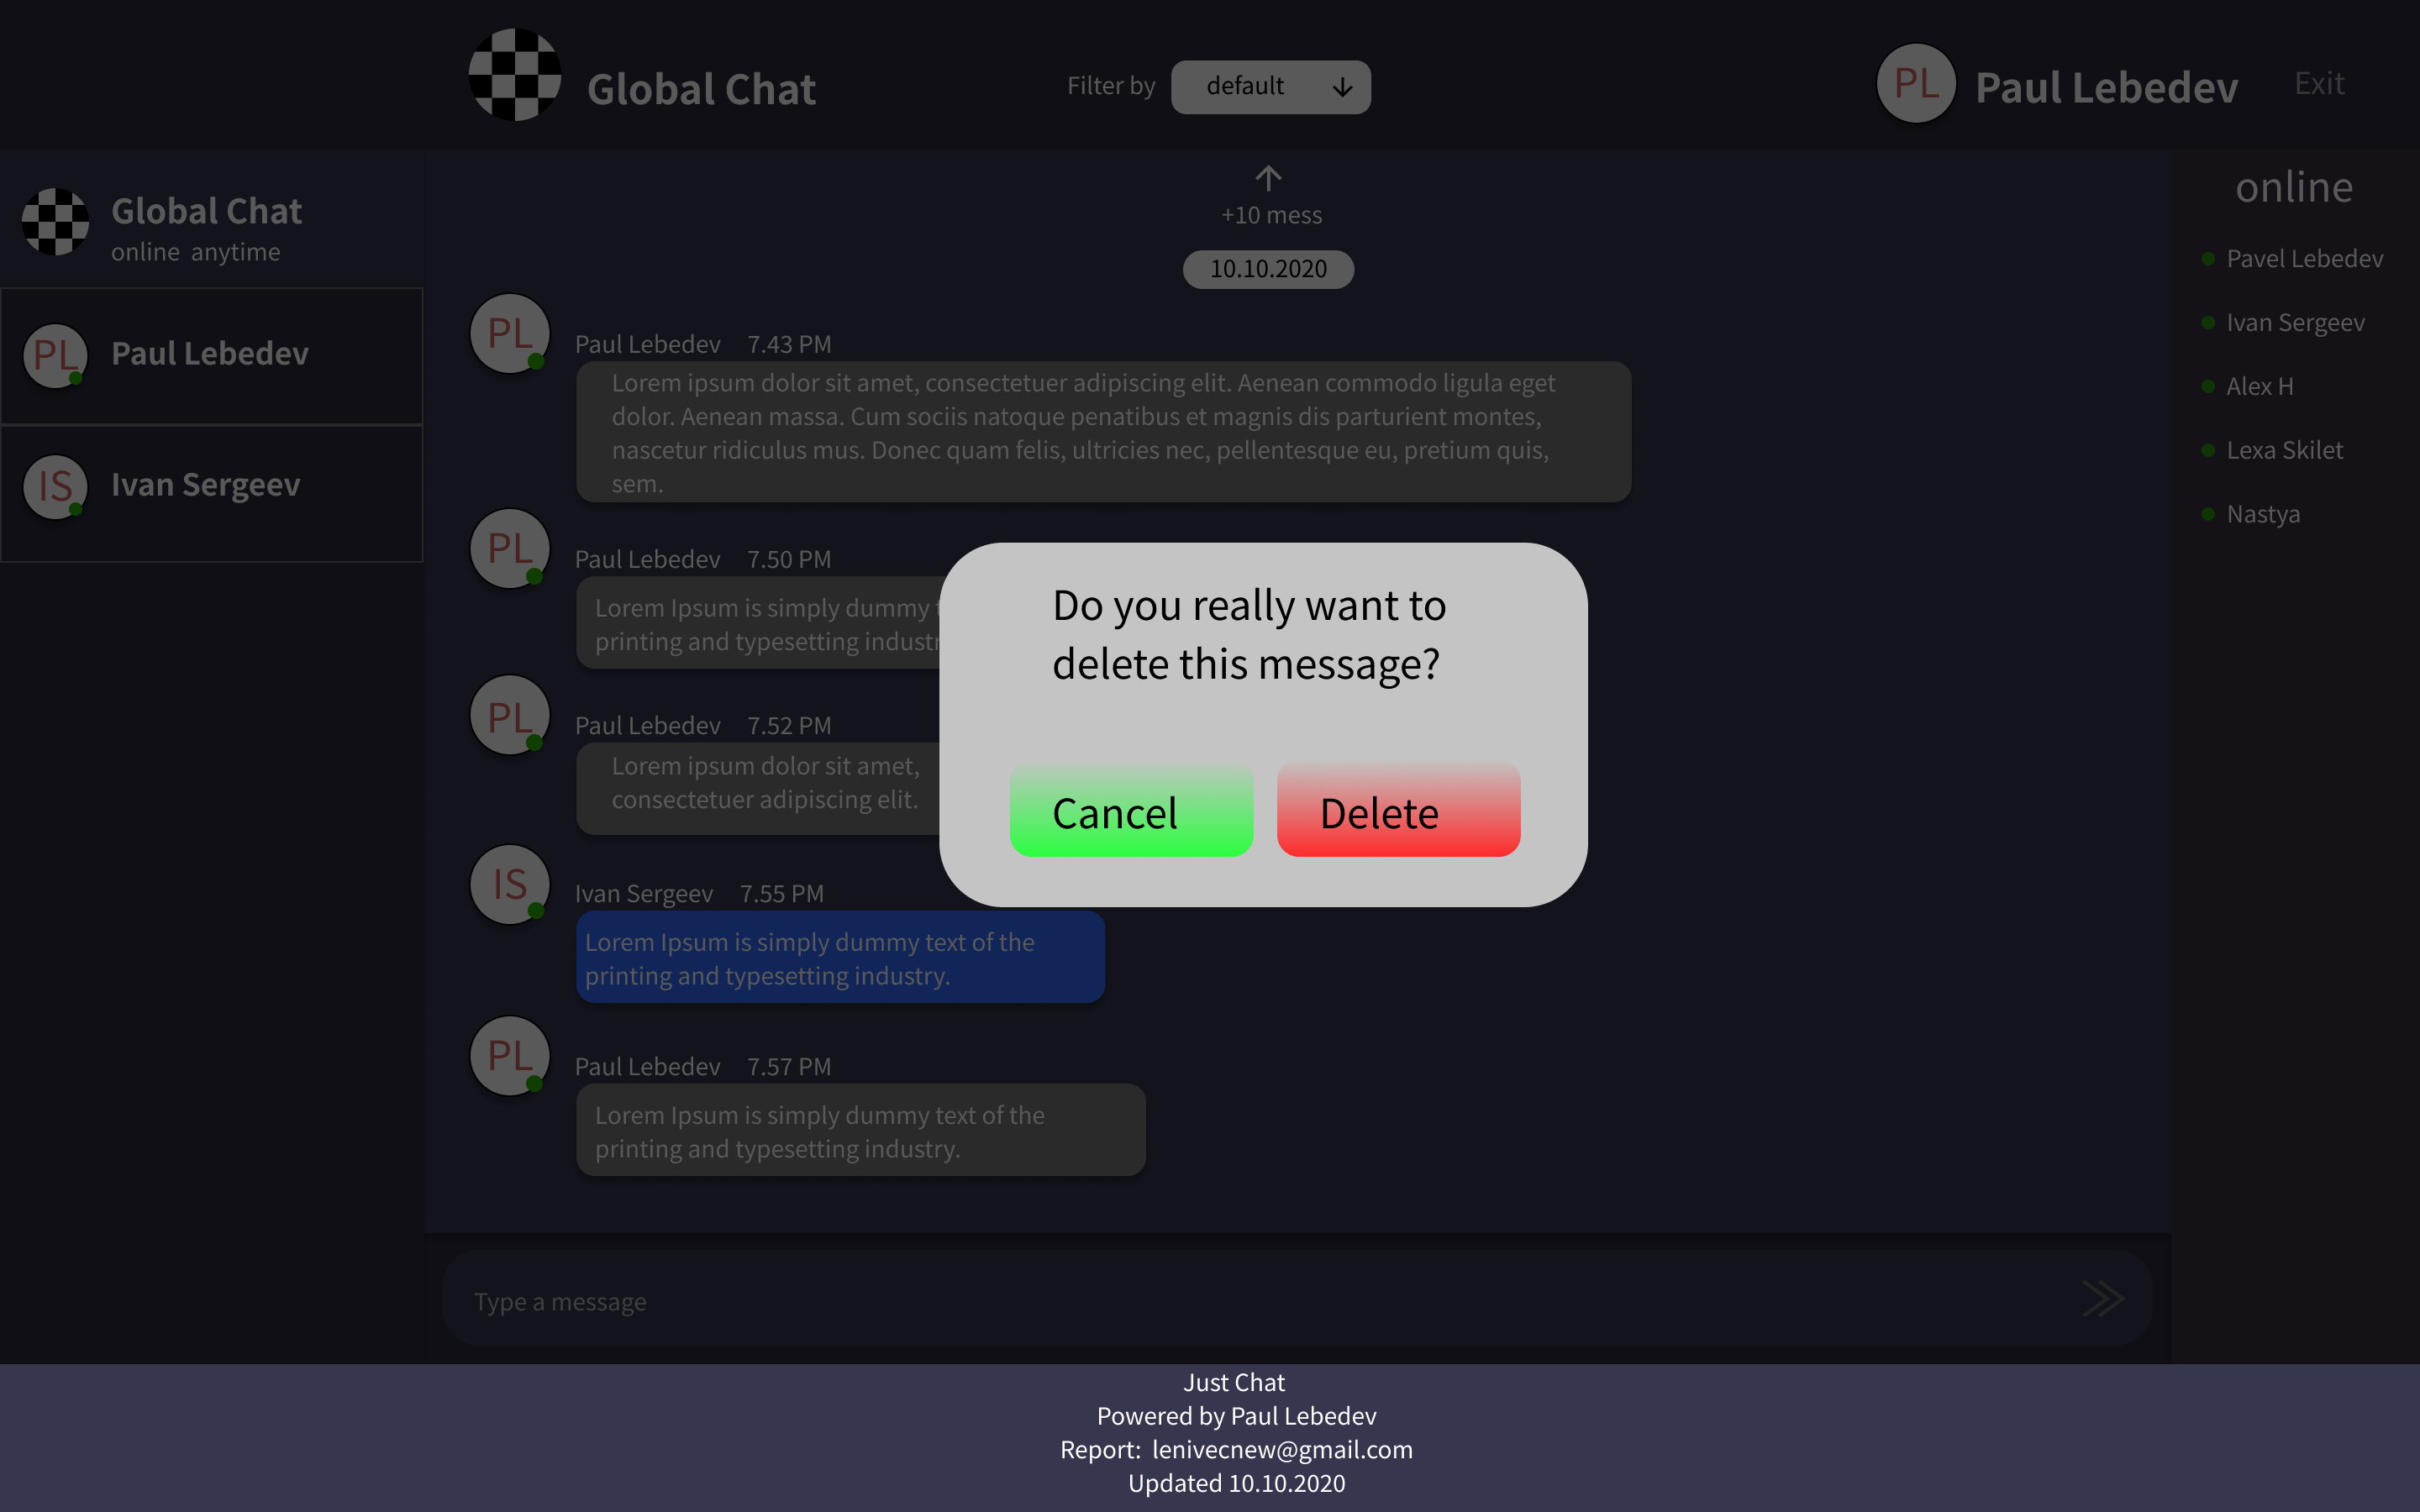 Global Chat
Filter by
default
PL
Paul Lebedev
Exit
Global Chat
online anytime
PL
Paul Lebedev
IS
Ivan Sergeev
+10 mess
10.10.2020
PL
Paul Lebedev 7.43 PM
Lorem ipsum dolor sit amet, consectetuer adipiscing elit. Aenean commodo ligula eget
dolor. Aenean massa. Cum sociis natoque penatibus et magnis dis parturient montes,
nascetur ridiculus mus. Donec quam felis, ultricies nec, pellentesque eu, pretium quis,
sem.
PL
Paul Lebedev 7.50 PM
Lorem Ipsum is simply dummy
printing and typesetting
PL
Paul Lebedev 7.52 PM
Lorem ipsum dolor sit amet,
consectetuer adipiscing elit.
IS
Ivan Sergeev 7.55 PM
Lorem Ipsum is simply dummy text of the
printing and typesetting industry.
PL
Paul Lebedev 7.57 PM
Lorem Ipsum is simply dummy text of the
printing and typesetting industry.
Do you really want to
delete this message?
Cancel
Delete
online
Pavel Lebedev
Ivan Sergeev
Alex H
Lexa Skilet
Nastya
Type a message
Just Chat
Powered by Paul Lebedev
Report: lenivecnew@gmail.com
Updated 10.10.2020